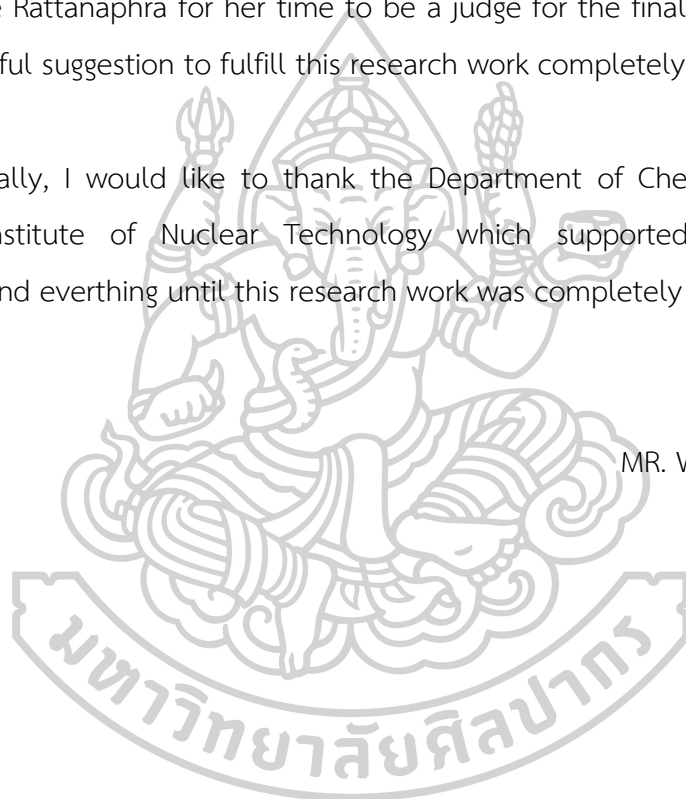 e Rattanaphra for her time to be a judge for the final
ful suggestion to fulfill this research work completely
ally, I would like to thank the Department of Che
nstitute of Nuclear Technology which supported
nd everthing until this research work was completely
MR. W
มหาวิทยาลัยศิลปากร